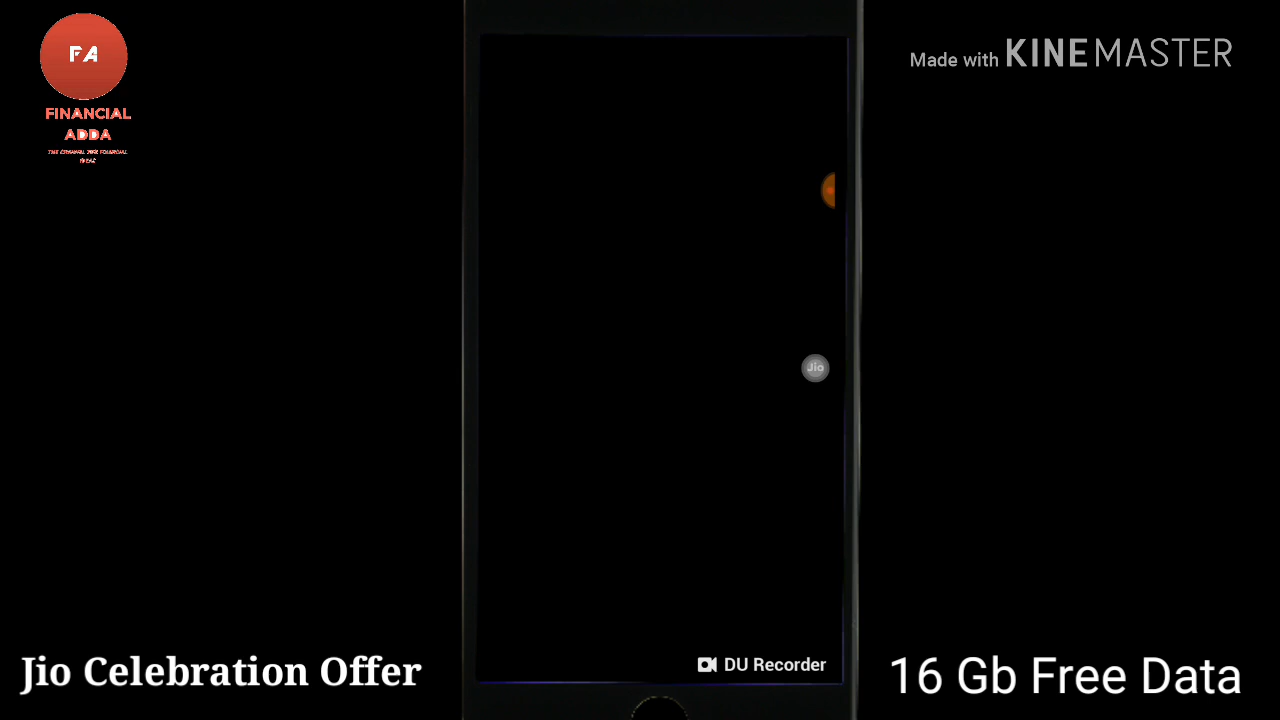 FA
FINANCIAL
ADDA
Made with KINEMASTER
Jio
DU Recorder
Jio Celebration Offer
16 Gb Free Data